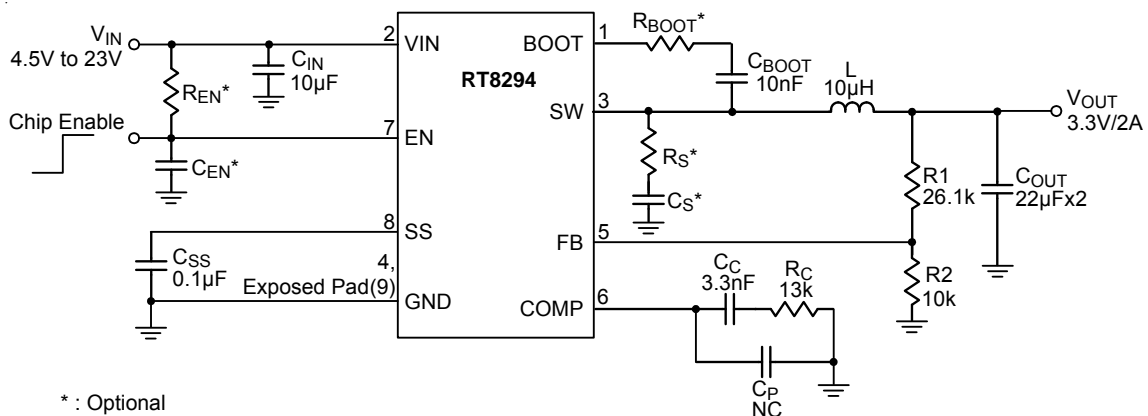 VIN
4.5V to 23V
REN*
CIN
10µF
2
VIN
BOOT
1
RBOOT*
CBOOT
10nF
RT8294
SW
3
L
10µH
VOUT
3.3V/2A
Chip Enable
7
EN
CEN*
RS*
CS*
R1
26.1k
COUT
22µFx2
8
SS
CSS
0.1µF
4,
Exposed Pad(9)
GND
FB
5
R2
10k
COMP
6
CC
3.3nF
RC
13k
CP
NC
* : Optional